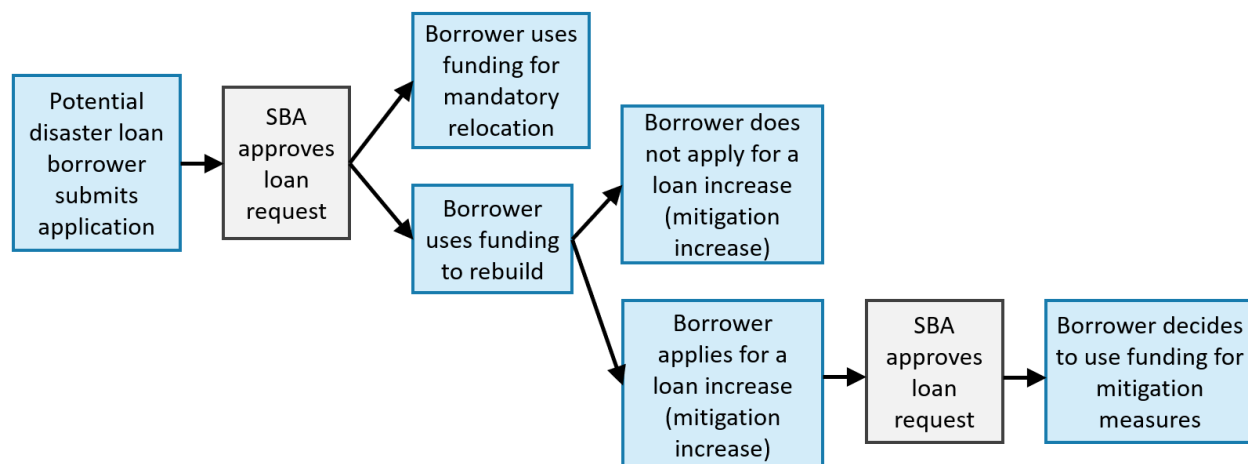 Potential
disaster loan
borrower
submits
application
SBA
approves
loan
request
Borrower uses
funding for
mandatory
relocation
Borrower
uses funding
to rebuild
Borrower does
not apply for a
loan increase
(mitigation
increase)
Borrower
applies for a
loan increase
(mitigation
increase)
SBA
approves
loan
request
Borrower decides
to use funding for
mitigation
measures